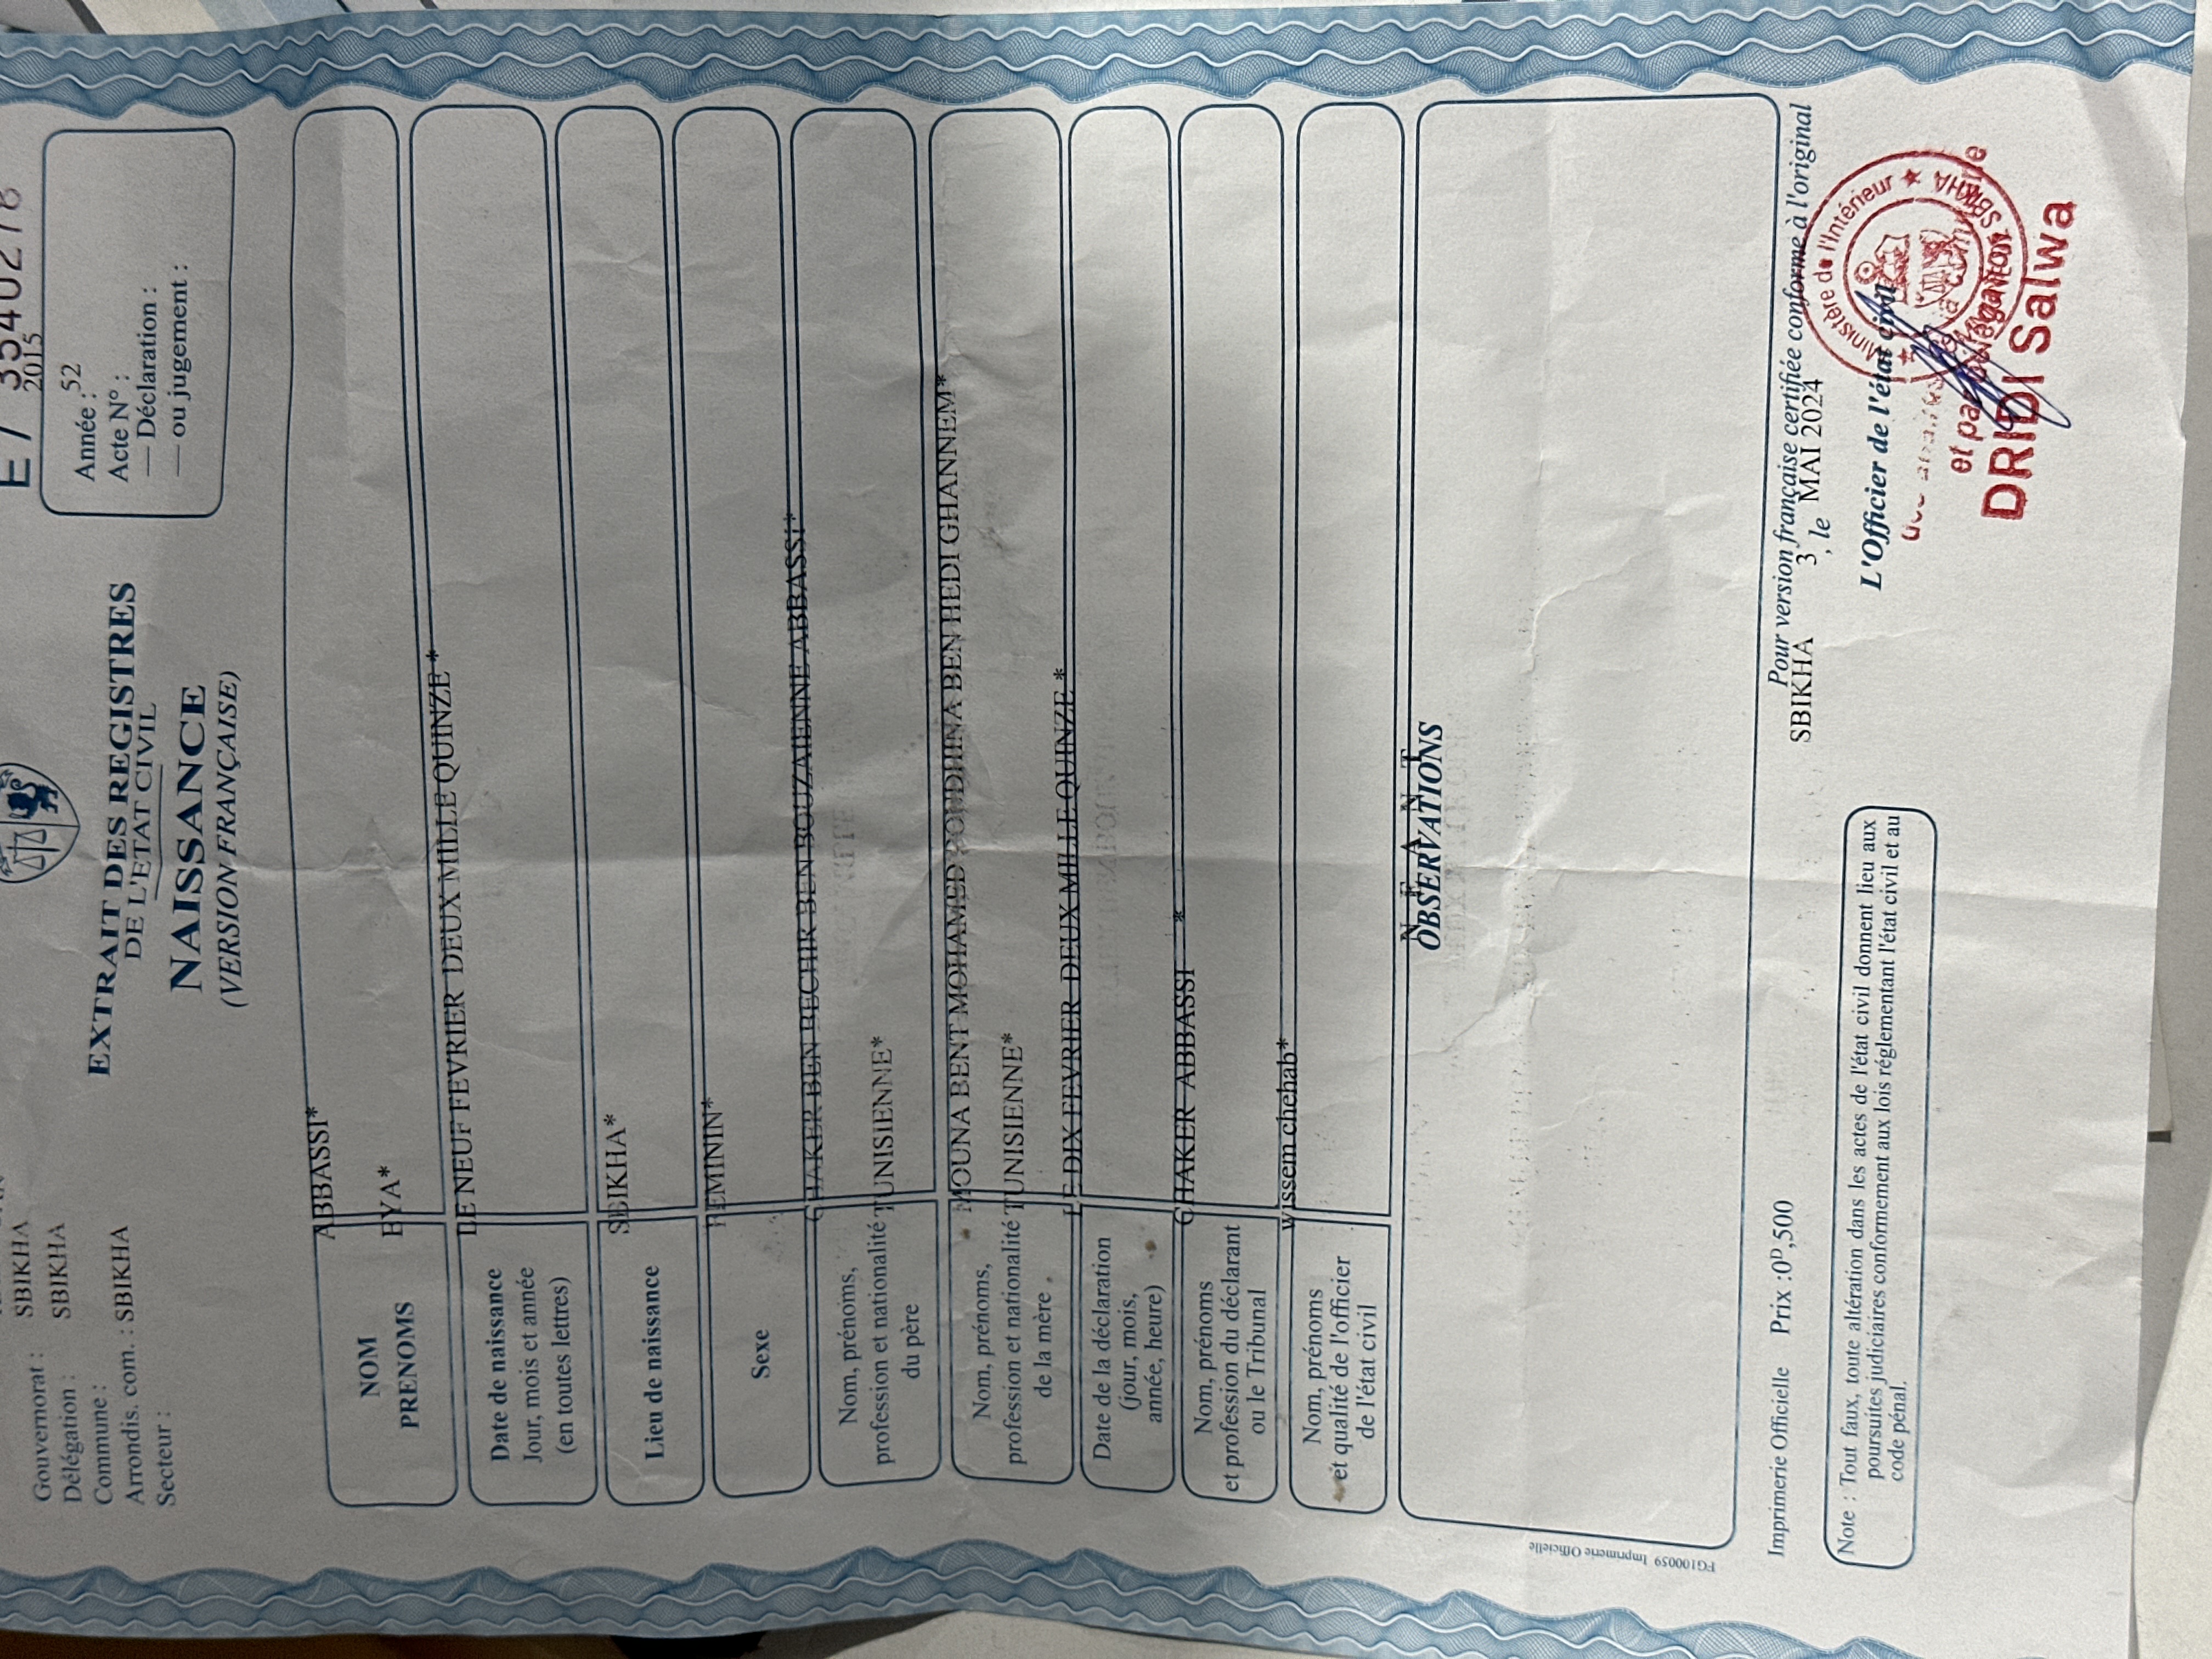 E / 35402
2015
Année : 52
Acte N° :
— Déclaration :
— ou jugement :
Gouvernorat : SBIKHA
Délégation : SBIKHA
Commune :
Arrondis. com. : SBIKHA
Secteur :
EXTRAIT DES REGISTRES
DE L'ETAT CIVIL
NAISSANCE
(VERSION FRANÇAISE)
NOM ABBASSI*
PRENOMS EYA*
Date de naissance LE NEUF FEVRIER DEUX MILLE QUINZE *
Jour, mois et année
(en toutes lettres)
Lieu de naissance SBIKHA*
Sexe FEMININ*
Nom, prénoms, CHAKER BEN BECHIR BEN BOUZAIENNE ABBASSI*
profession et nationalité TUNISIENNE*
du père
Nom, prénoms, MOUNA BENT MOHAMED BOUDHINA BEN HEDI GHANNEM*
profession et nationalité TUNISIENNE*
de la mère
Date de la déclaration LE DIX FEVRIER DEUX MILLE QUINZE *
(jour, mois,
année, heure)
Nom, prénoms CHAKER ABBASSI *
et profession du déclarant
ou le Tribunal
Nom, prénoms wissem chehab*
et qualité de l'officier
de l'état civil
N E A N T
OBSERVATIONS
FG100059 Imprimerie Officielle
Imprimerie Officielle Prix :0D,500
Pour version française certifiée conforme à l'original
SBIKHA 3 , le MAI 2024
L'Officier de l'état civil
Ministère de l'Intérieur
SBIKHA
et par délégation
DRIDI Salwa
Note : Tout faux, toute altération dans les actes de l'état civil donnent lieu aux
poursuites judiciaires conformement aux lois réglementant l'état civil et au
code pénal.